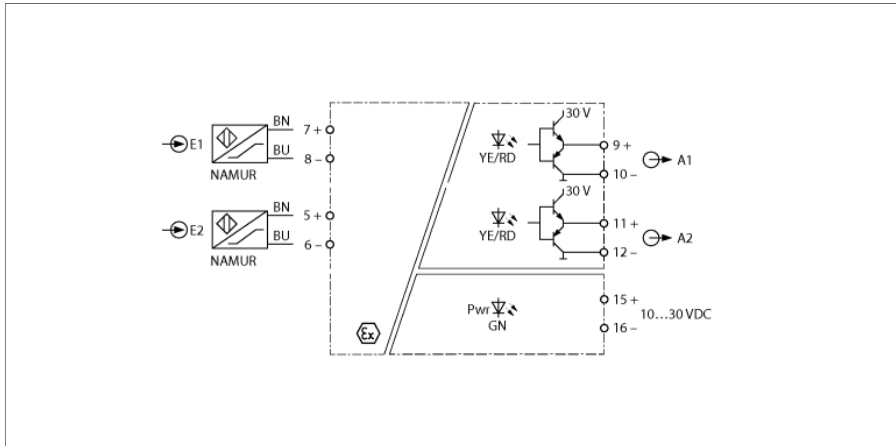 E1
BN
7 +
BU
8 –
NAMUR
E2
BN
5 +
BU
6 –
NAMUR
εx
30 V
YE/RD
9 +
10 –
A1
30 V
YE/RD
11 +
12 –
A2
Pwr
GN
15 +
16 –
10...30 VDC